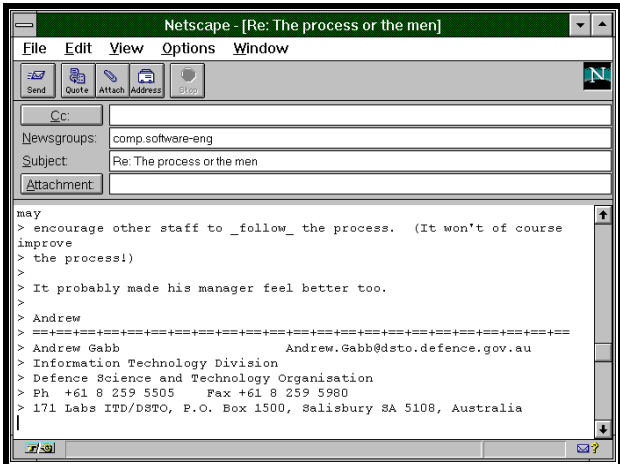 Netscape - [Re: The process or the men]
File Edit View Options Window
Send Quote Attach Address Stop
N
Cc:
Newsgroups: comp.software-eng
Subject: Re: The process or the men
Attachment:
may
> encourage other staff to _follow_ the process.  (It won't of course
improve
> the process!)
>
> It probably made his manager feel better too.
>
> Andrew
> ==+==+==+==+==+==+==+==+==+==+==+==+==+==+==+==+==+==+==+==+==
> Andrew Gabb                    Andrew.Gabb@dsto.defence.gov.au
> Information Technology Division
> Defence Science and Technology Organisation
> Ph  +61 8 259 5505    Fax +61 8 259 5980
> 171 Labs ITD/DSTO, P.O. Box 1500, Salisbury SA 5108, Australia